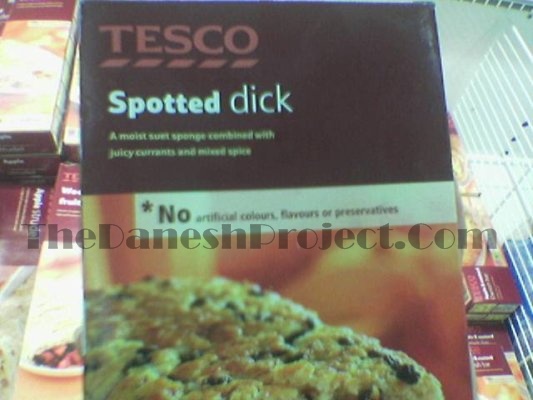 TESCO
Spotted dick
A moist suet sponge combined with
juicy currants and mixed spice
* No artificial colours, flavours or preservatives
TheDaneshProject.Com